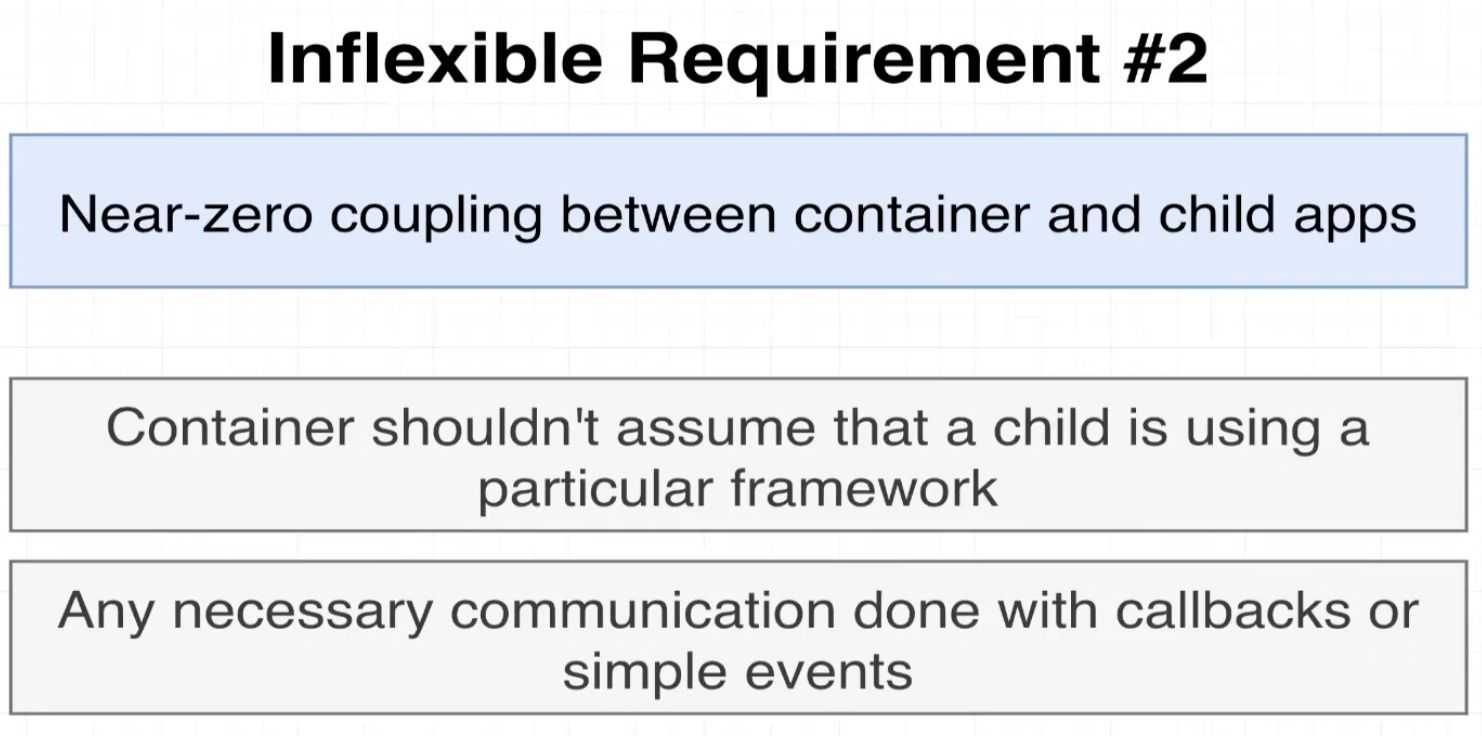 Inflexible Requirement #2
Near-zero coupling between container and child apps
Container shouldn't assume that a child is using a
particular framework
Any necessary communication done with callbacks or
simple events